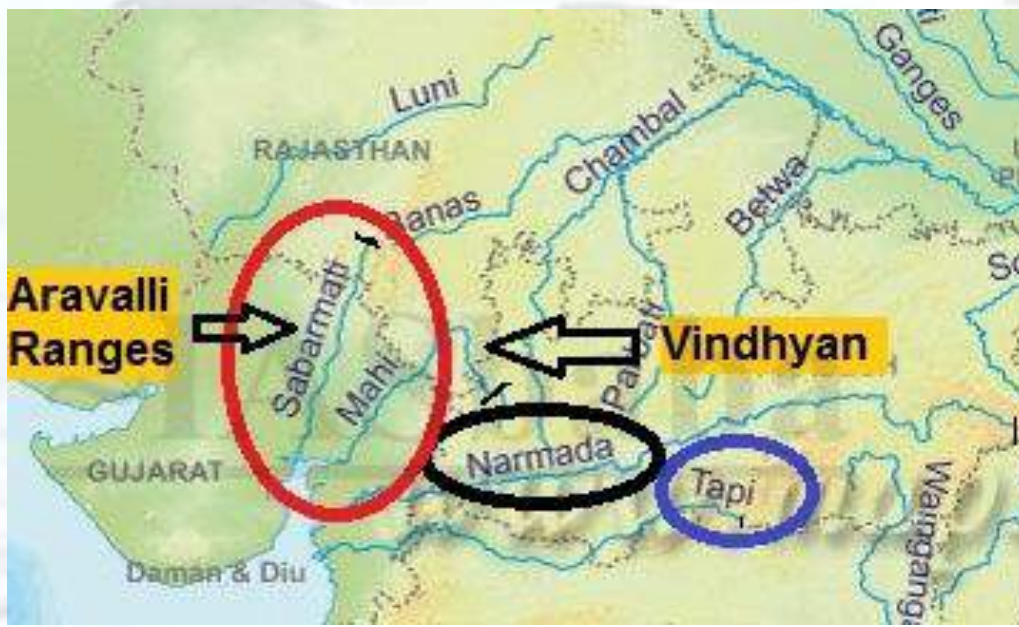 Luni
Ganges
RAJASTHAN
Chambal
Banas
Betwa
Aravalli
Ranges
Sabarmati
Mahi
Vindhyan
Parbati
Narmada
Tapi
GUJARAT
Wainganga
Daman & Diu